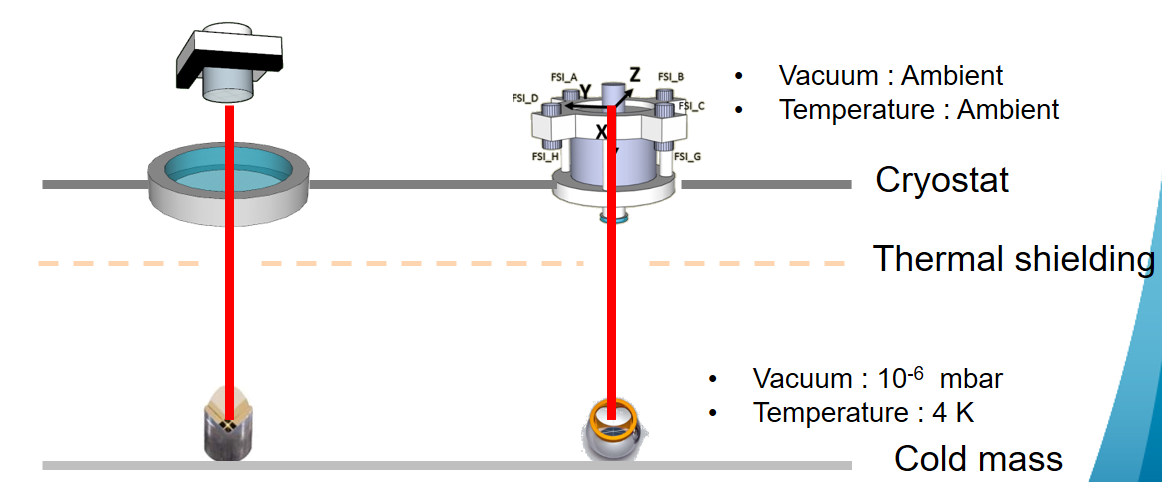 FSI_A
Z
FSI_B
FSI_D
Y
FSI_C
X
FSI_H
FSI_G
• Vacuum : Ambient
• Temperature : Ambient
Cryostat
Thermal shielding
• Vacuum : 10⁻⁶ mbar
• Temperature : 4 K
Cold mass